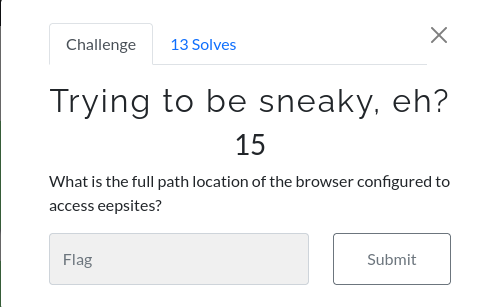 Challenge
13 Solves
Trying to be sneaky, eh?
15
What is the full path location of the browser configured to
access eepsites?
Flag
Submit